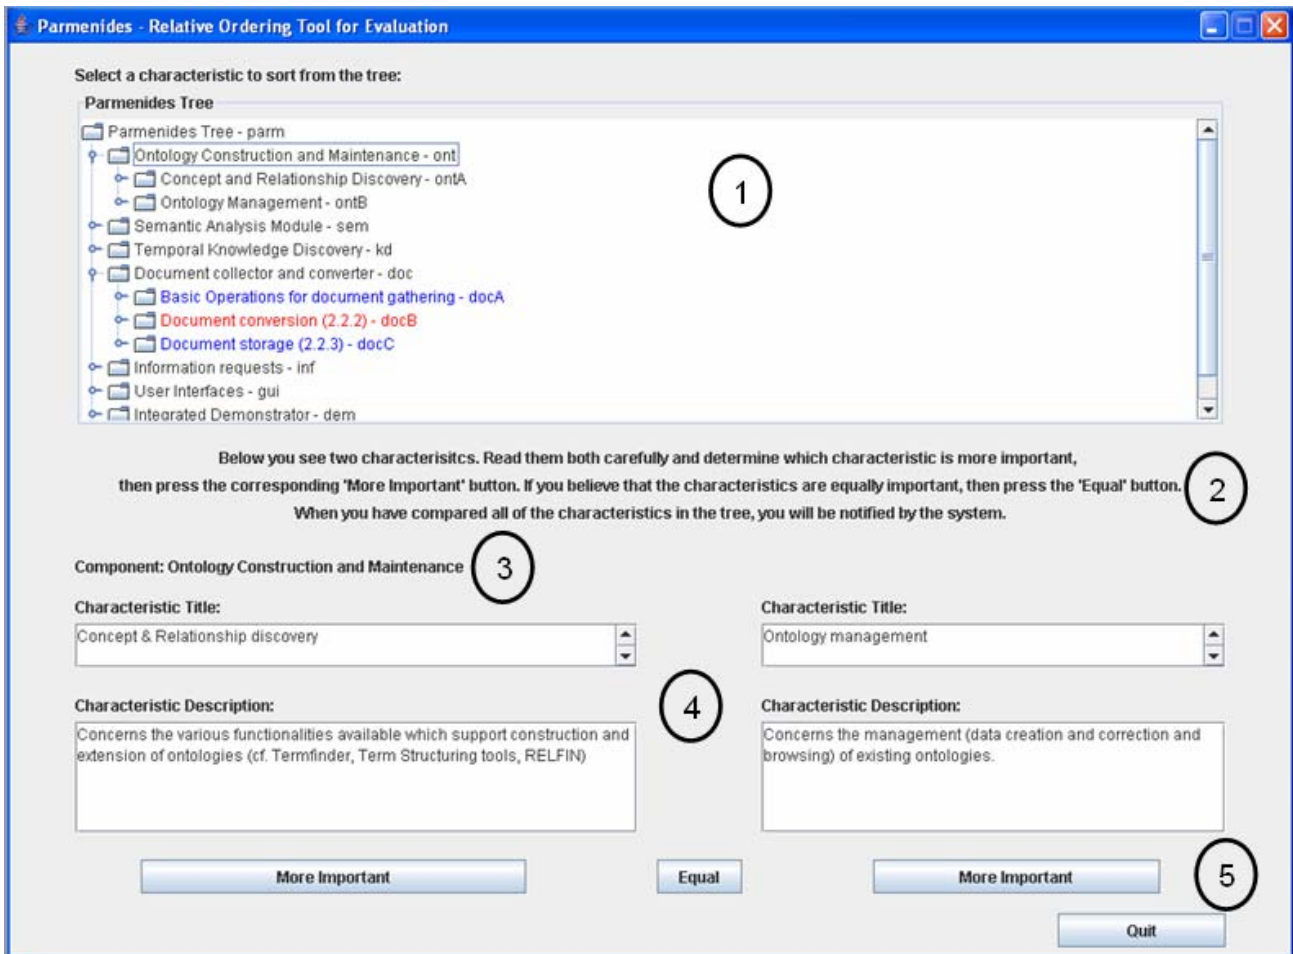 Parmenides - Relative Ordering Tool for Evaluation
Select a characteristic to sort from the tree:
Parmenides Tree
Parmenides Tree - parm
Ontology Construction and Maintenance - ont
Concept and Relationship Discovery - ontA
Ontology Management - ontB
Semantic Analysis Module - sem
Temporal Knowledge Discovery - kd
Document collector and converter - doc
Basic Operations for document gathering - docA
Document conversion (2.2.2) - docB
Document storage (2.2.3) - docC
Information requests - inf
User Interfaces - gui
Integrated Demonstrator - dem
1
Below you see two characterisitcs. Read them both carefully and determine which characteristic is more important,
then press the corresponding 'More Important' button. If you believe that the characteristics are equally important, then press the 'Equal' button.
When you have compared all of the characteristics in the tree, you will be notified by the system.
2
Component: Ontology Construction and Maintenance
3
Characteristic Title:
Concept & Relationship discovery
Characteristic Title:
Ontology management
4
Characteristic Description:
Concerns the various functionalities available which support construction and
extension of ontologies (cf. Termfinder, Term Structuring tools, RELFIN)
Characteristic Description:
Concerns the management (data creation and correction and
browsing) of existing ontologies.
More Important
Equal
More Important
5
Quit